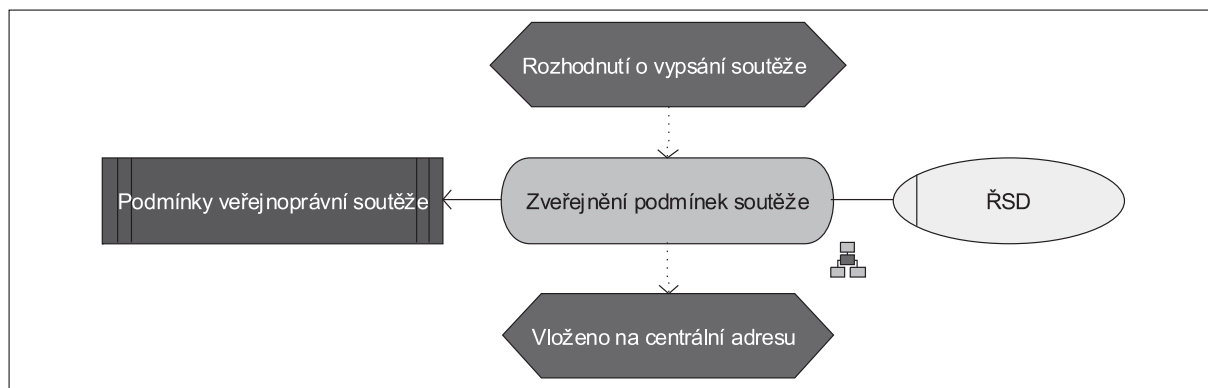 Rozhodnutí o vypsání soutěže
Podmínky veřejnoprávní soutěže
Zveřejnění podmínek soutěže
ŘSD
Vloženo na centrální adresu